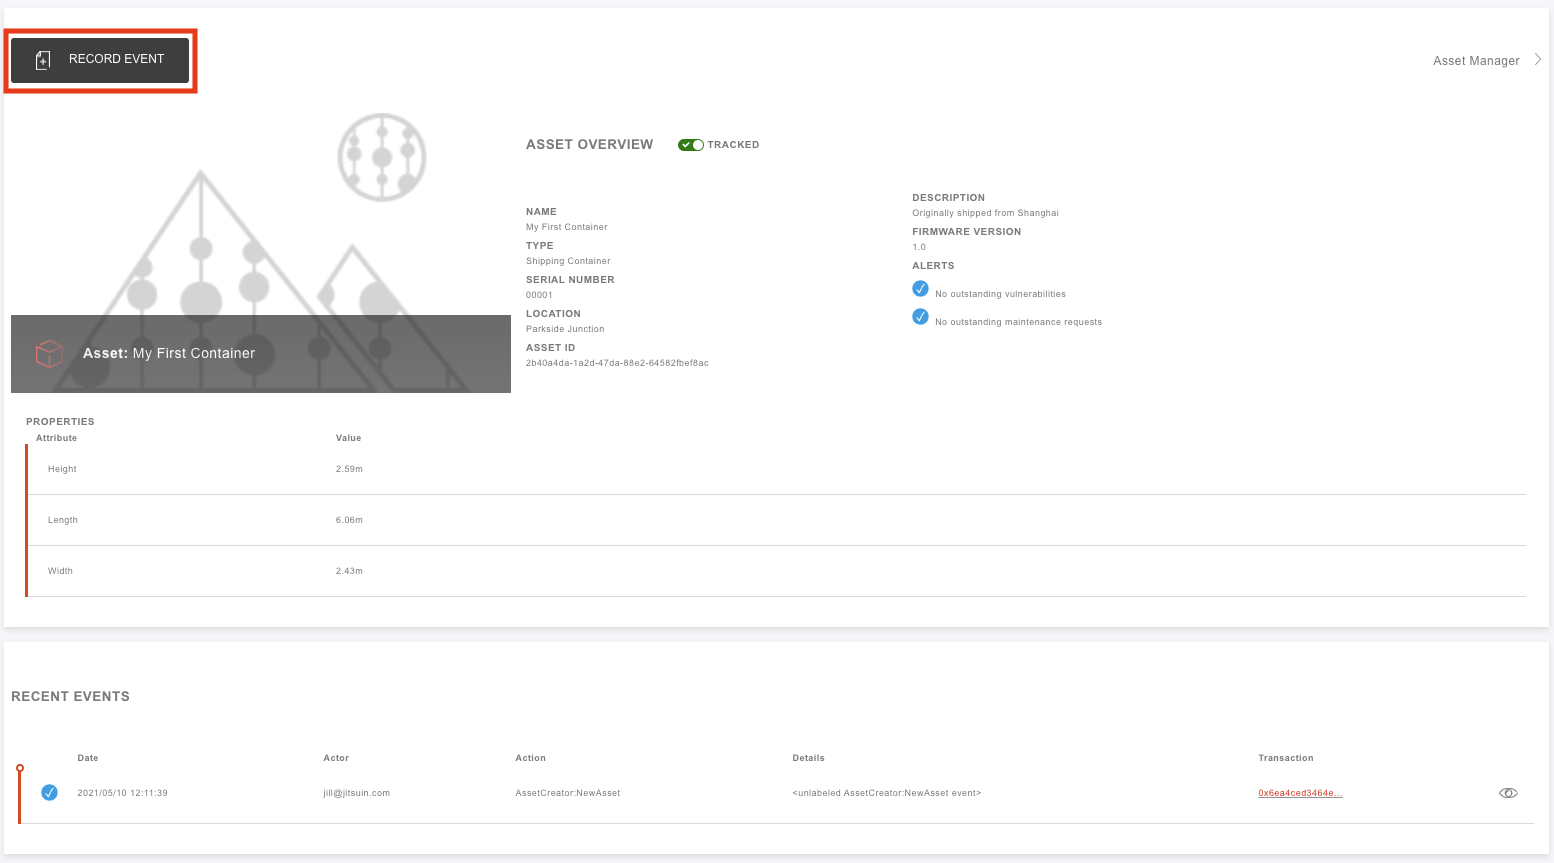 RECORD EVENT
Asset Manager
ASSET OVERVIEW
TRACKED
NAME
My First Container
TYPE
Shipping Container
SERIAL NUMBER
00001
LOCATION
Parkside Junction
ASSET ID
2b40a4da-1a2d-47da-88e2-64582fbef8ac
DESCRIPTION
Originally shipped from Shanghai
FIRMWARE VERSION
1.0
ALERTS
No outstanding vulnerabilities
No outstanding maintenance requests
Asset: My First Container
PROPERTIES
Attribute Value
Height 2.59m
Length 6.06m
Width 2.43m
RECENT EVENTS
Date Actor Action Details Transaction
2021/05/10 12:11:39 jill@jitsuin.com AssetCreator:NewAsset <unlabeled AssetCreator:NewAsset event> 0x6ea4ced3464e...